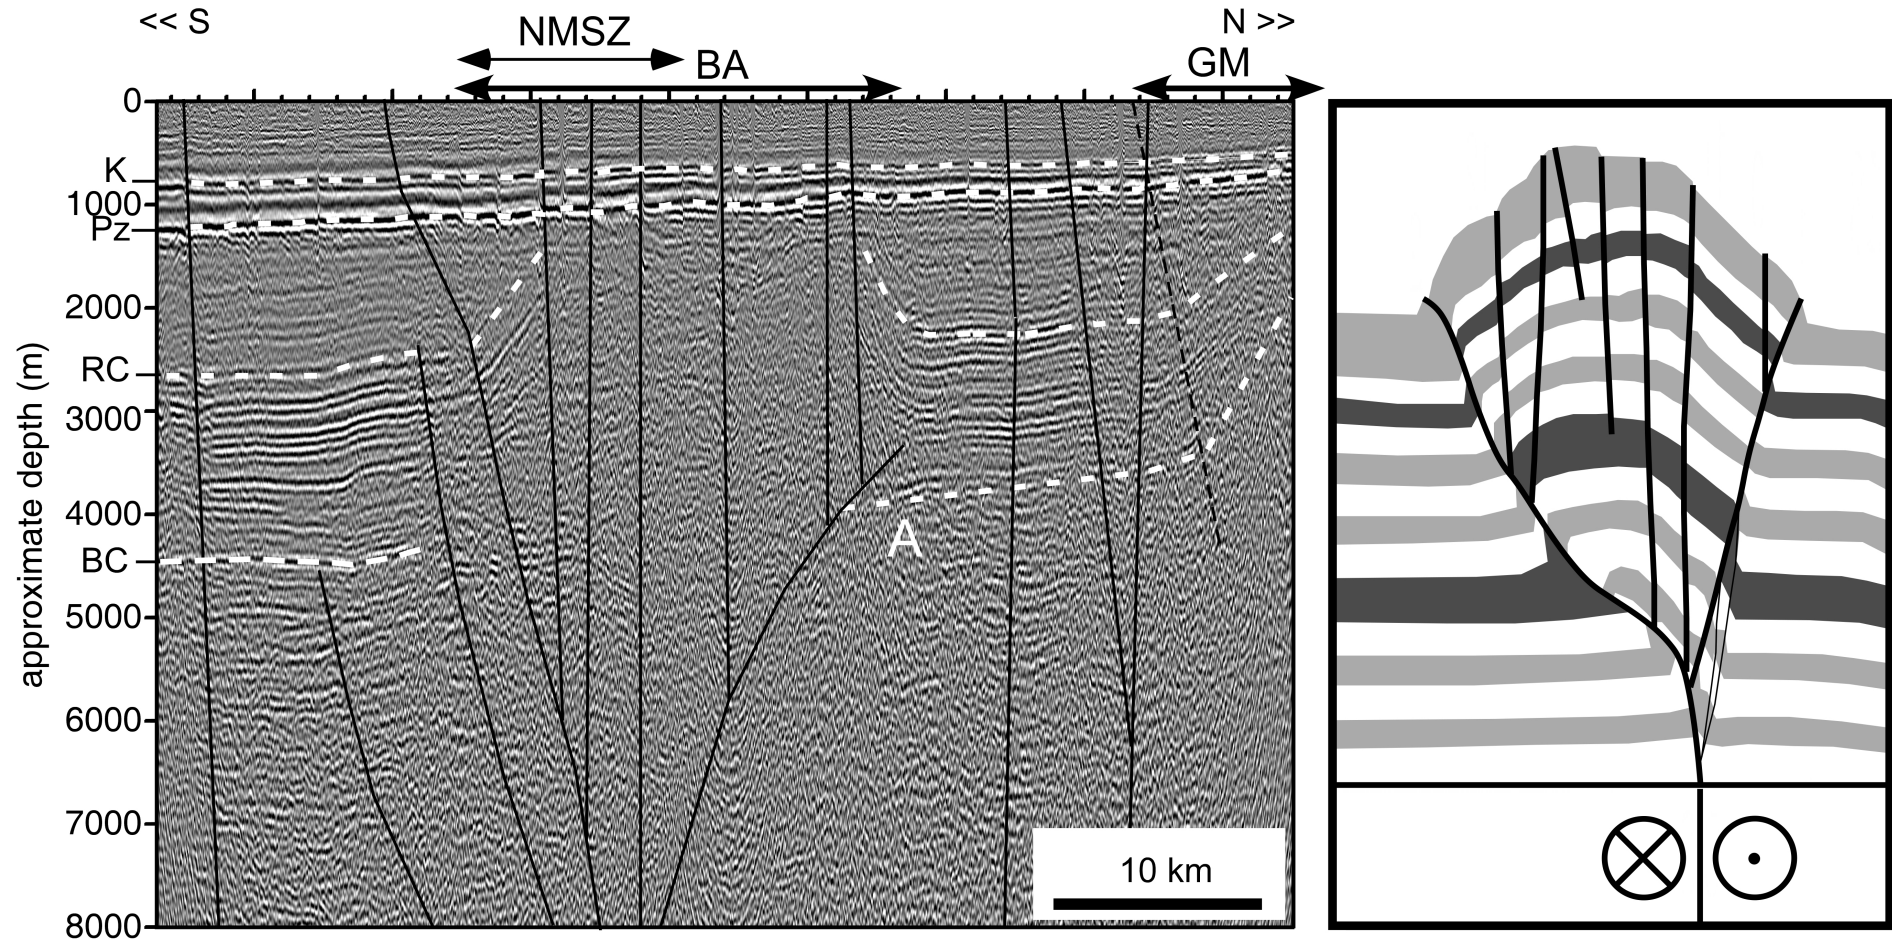 << S
NMSZ
N >>
BA
GM
0
K
1000
Pz
2000
RC
3000
4000
A
BC
5000
6000
7000
8000
approximate depth (m)
10 km